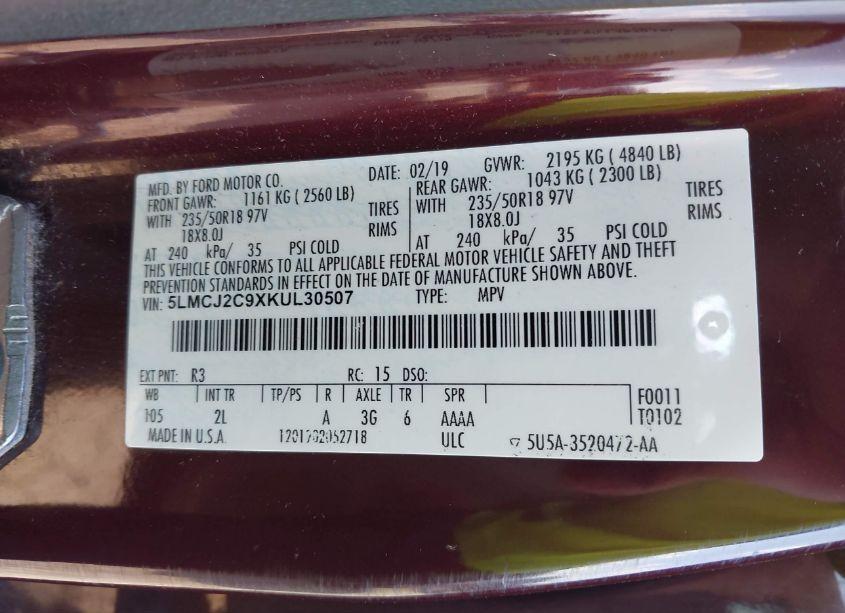 MFD. BY FORD MOTOR CO. DATE: 02/19 GVWR: 2195 KG ( 4840 LB)
FRONT GAWR: 1161 KG ( 2560 LB) REAR GAWR: 1043 KG ( 2300 LB)
WITH 235/50R18 97V TIRES WITH 235/50R18 97V TIRES
18X8.0J RIMS 18X8.0J RIMS
AT 240 kPa/ 35 PSI COLD AT 240 kPa/ 35 PSI COLD
THIS VEHICLE CONFORMS TO ALL APPLICABLE FEDERAL MOTOR VEHICLE SAFETY AND THEFT
PREVENTION STANDARDS IN EFFECT ON THE DATE OF MANUFACTURE SHOWN ABOVE.
VIN: 5LMCJ2C9XKUL30507 TYPE: MPV
EXT PNT: R3 RC: 15 DSO:
WB INT TR TP/PS R AXLE TR SPR F0011
105 2L A 3G 6 AAAA T0102
MADE IN U.S.A. ULC 5U5A-3520472-AA